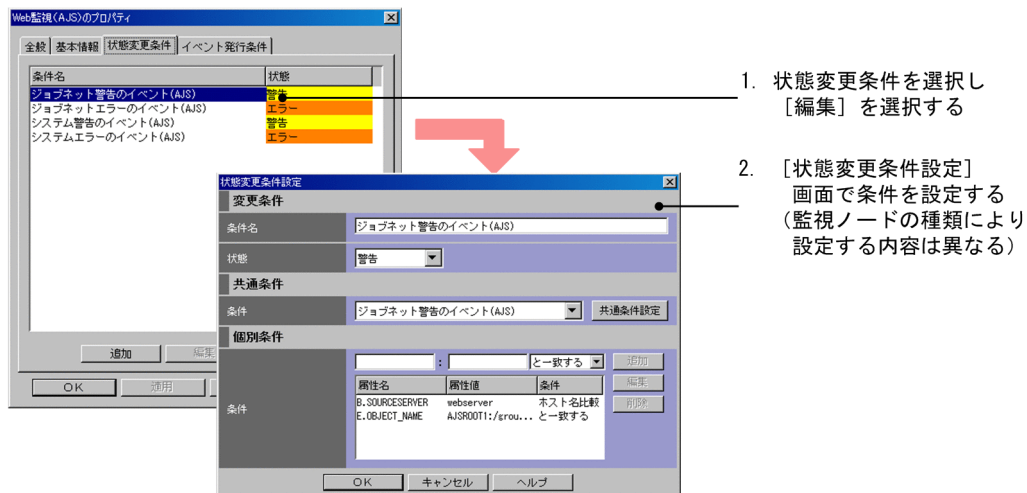 Web監視(AJS)のプロパティ
全般 基本情報 状態変更条件 イベント発行条件
条件名 状態
ジョブネット警告のイベント(AJS) 警告
ジョブネットエラーのイベント(AJS) エラー
システム警告のイベント(AJS) 警告
システムエラーのイベント(AJS) エラー
追加 編集
OK 適用
状態変更条件設定
変更条件
条件名 ジョブネット警告のイベント(AJS)
状態 警告
共通条件
条件 ジョブネット警告のイベント(AJS) 共通条件設定
個別条件
: と一致する 追加
属性名 属性値 条件 編集
B.SOURCESERVER webserver ホスト名比較 削除
条件 E.OBJECT_NAME AJSROOT1:/grou... と一致する
OK キャンセル ヘルプ
1. 状態変更条件を選択し
[編集]を選択する
2. [状態変更条件設定]
画面で条件を設定する
(監視ノードの種類により
設定する内容は異なる)